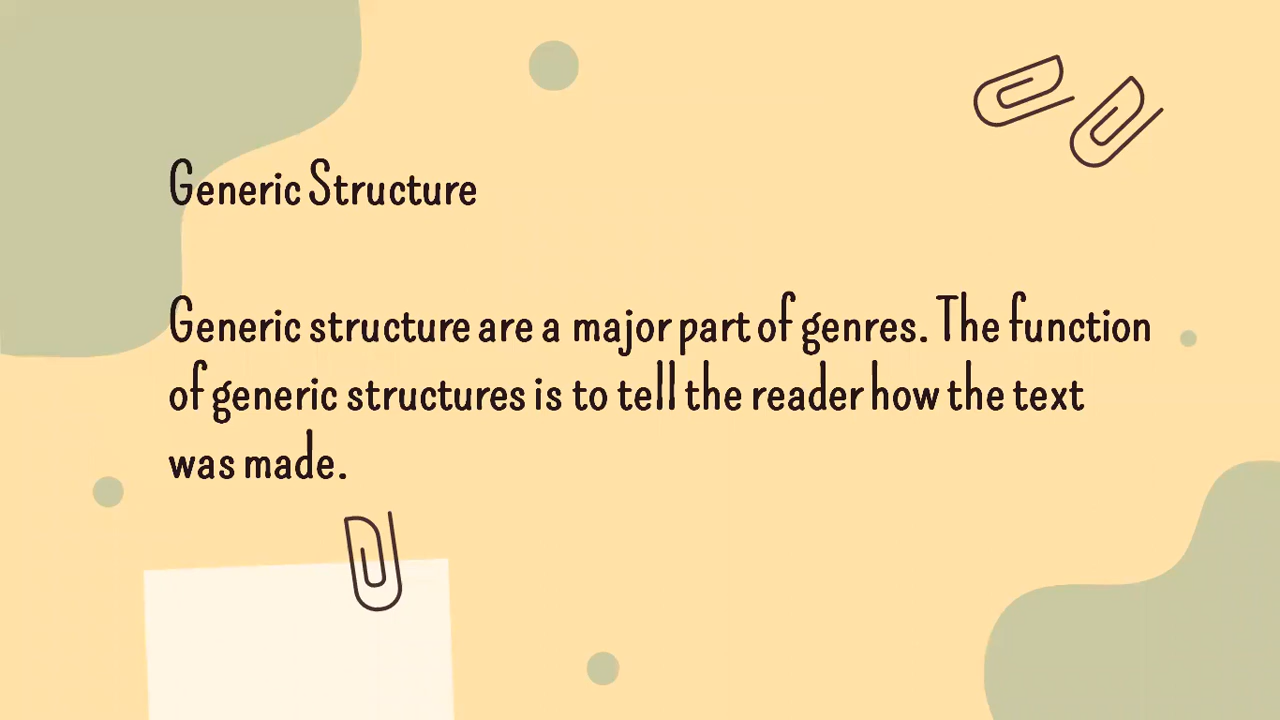 Generic Structure
Generic structure are a major part of genres. The function
of generic structures is to tell the reader how the text
was made.